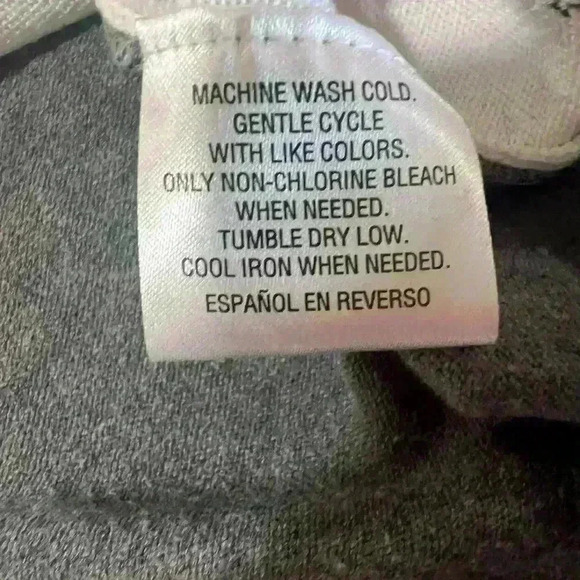 MACHINE WASH COLD.
GENTLE CYCLE
WITH LIKE COLORS.
ONLY NON-CHLORINE BLEACH
WHEN NEEDED.
TUMBLE DRY LOW.
COOL IRON WHEN NEEDED.
ESPAÑOL EN REVERSO